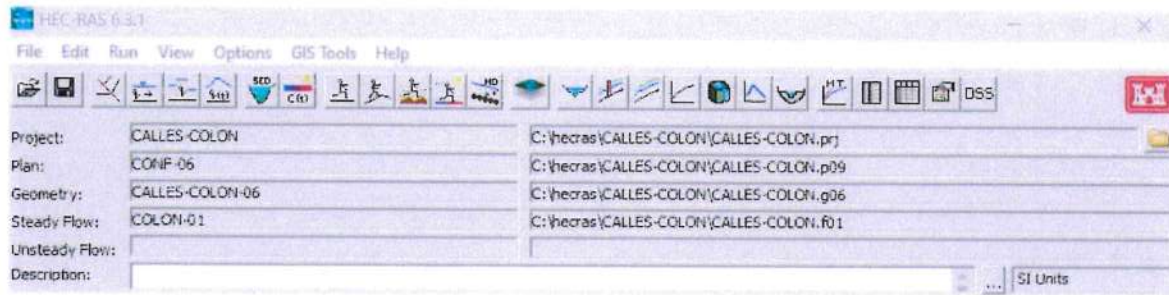 HEC-RAS 6.3.1
File Edit Run View Options GIS Tools Help
SED C(t) HD H,T DSS
Project: CALLES-COLON C:\hecras\CALLES-COLON\CALLES-COLON.prj
Plan: CONF-06 C:\hecras\CALLES-COLON\CALLES-COLON.p09
Geometry: CALLES-COLON-06 C:\hecras\CALLES-COLON\CALLES-COLON.g06
Steady Flow: COLON-01 C:\hecras\CALLES-COLON\CALLES-COLON.f01
Unsteady Flow:
Description: ... SI Units